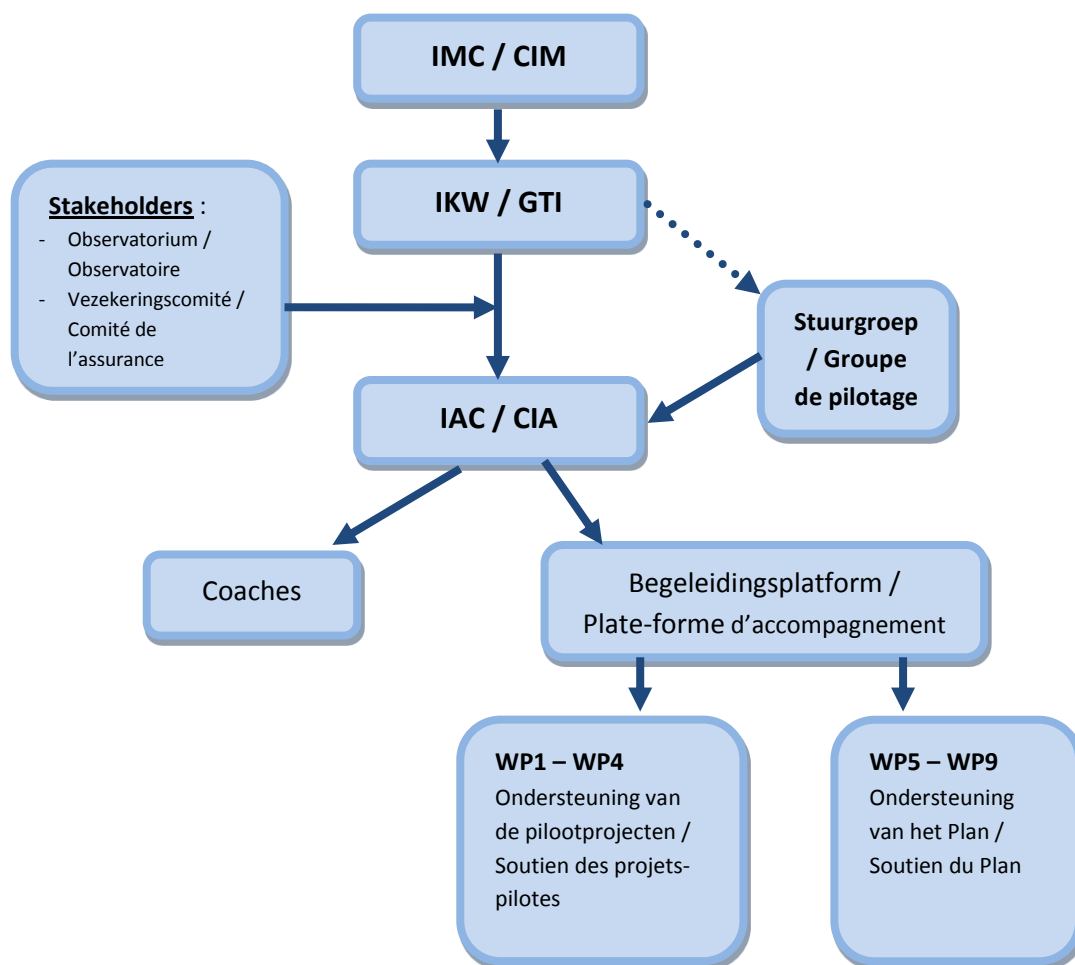 IMC / CIM
IKW / GTI
Stakeholders :
- Observatorium /
Observatoire
- Vezekeringscomité /
Comité de
l’assurance
Stuurgroep
/ Groupe
de pilotage
IAC / CIA
Coaches
Begeleidingsplatform /
Plate-forme d’accompagnement
WP1 – WP4
Ondersteuning van
de pilootprojecten /
Soutien des projets-
pilotes
WP5 – WP9
Ondersteuning
van het Plan /
Soutien du Plan